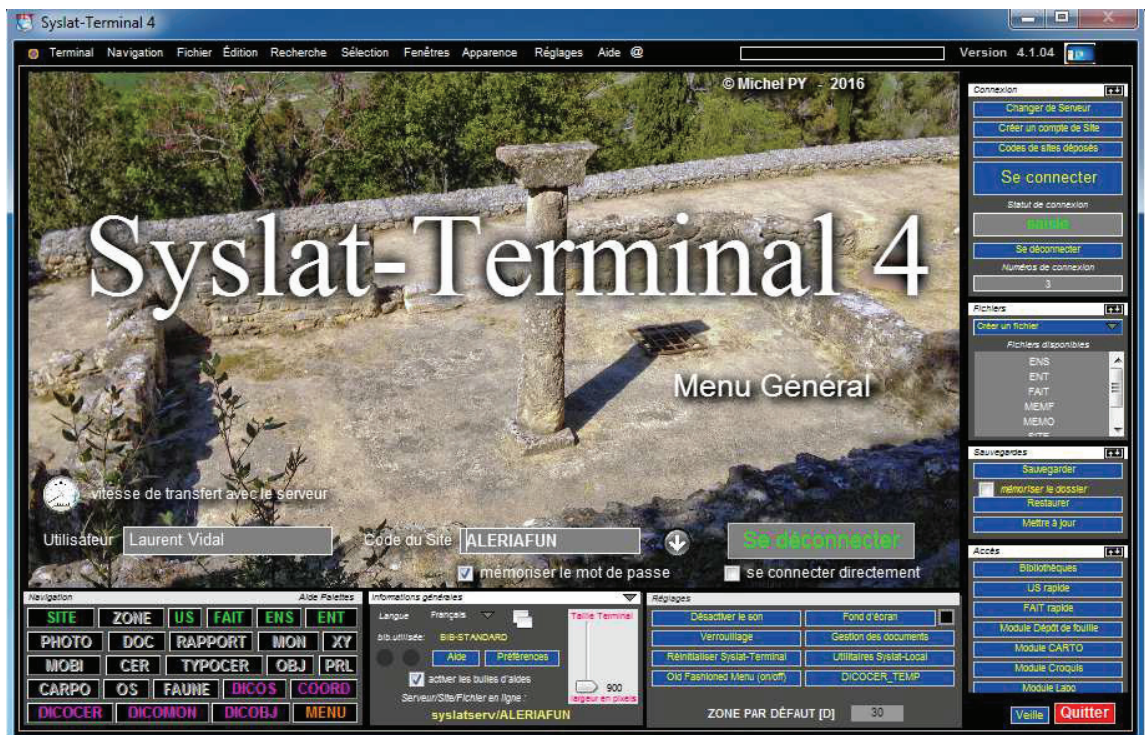 Syslat-Terminal 4
Terminal Navigation Fichier Édition Recherche Sélection Fenêtres Apparence Réglages Aide @ Version 4.1.04
© Michel PY - 2016
Syslat-Terminal 4
Menu Général
vitesse de transfert avec le serveur
Utilisateur Laurent Vidal Code du Site ALERIAFUN Se déconnecter
mémoriser le mot de passe se connecter directement
Connexion
Changer de Serveur
Créer un compte de Site
Codes de sites déposés
Se connecter
Statut de connexion
saisie
Se déconnecter
Numéros de connexion
3
Fichiers
Créer un fichier
Fichiers disponibles
ENS
ENT
FAIT
MEMF
MEMO
SITE
Sauvegardes
Sauvegarder
mémoriser le dossier
Restaurer
Mettre à jour
Accès
Bibliothèques
US rapide
FAIT rapide
Module Dépôt de fouille
Module CARTO
Module Croquis
Module Labo
Veille Quitter
Navigation Aide Palettes
SITE ZONE US FAIT ENS ENT
PHOTO DOC RAPPORT MON XY
MOBI CER TYPOCER OBJ PRL
CARPO OS FAUNE DICOS COORD
DICOCER DICOMON DICOBJ MENU
Informations générales
Langue Français
bib.utilisée: BIB-STANDARD
Aide Préférences
activer les bulles d'aides
Serveur/Site/Fichier en ligne :
syslatserv/ALERIAFUN
Taille Terminal
900
largeur en pixels
Réglages
Désactiver le son Fond d'écran
Verrouillage Gestion des documents
Réinitialiser Syslat-Terminal Utilitaires Syslat-Local
Old Fashioned Menu (on/off) DICOCER_TEMP
ZONE PAR DÉFAUT [D] 30